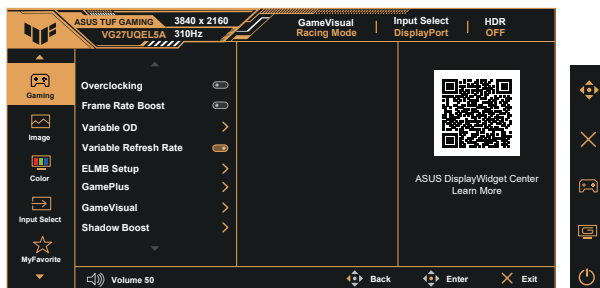 ASUS TUF GAMING 3840 x 2160
VG27UQEL5A 310Hz
GameVisual
Racing Mode
Input Select
DisplayPort
HDR
OFF
Gaming
Image
Color
Input Select
MyFavorite
Overclocking
Frame Rate Boost
Variable OD
Variable Refresh Rate
ELMB Setup
GamePlus
GameVisual
Shadow Boost
ASUS DisplayWidget Center
Learn More
Volume 50
Back
Enter
Exit
G